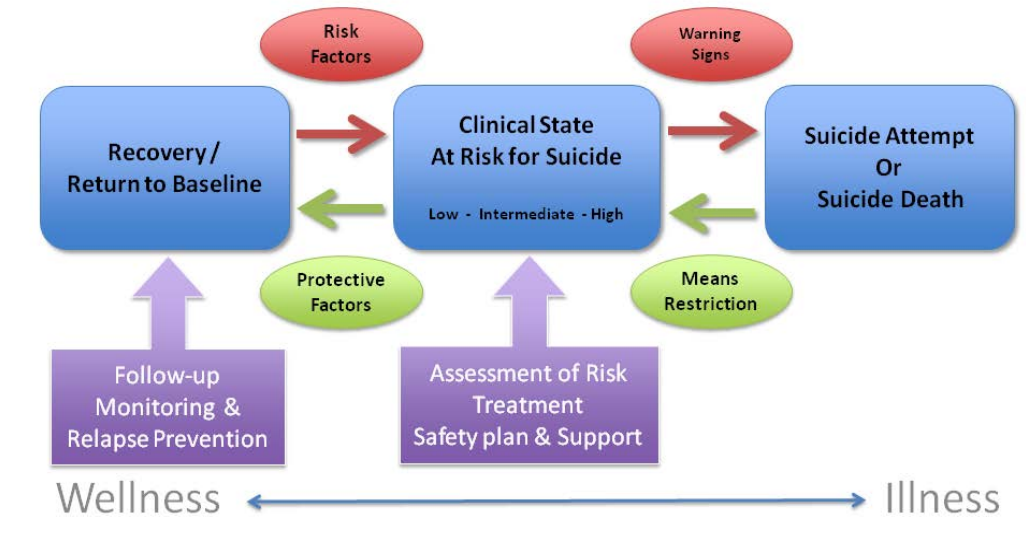 Risk
Factors
Warning
Signs
Recovery /
Return to Baseline
Clinical State
At Risk for Suicide
Low - Intermediate - High
Suicide Attempt
Or
Suicide Death
Protective
Factors
Means
Restriction
Follow-up
Monitoring &
Relapse Prevention
Assessment of Risk
Treatment
Safety plan & Support
Wellness
Illness